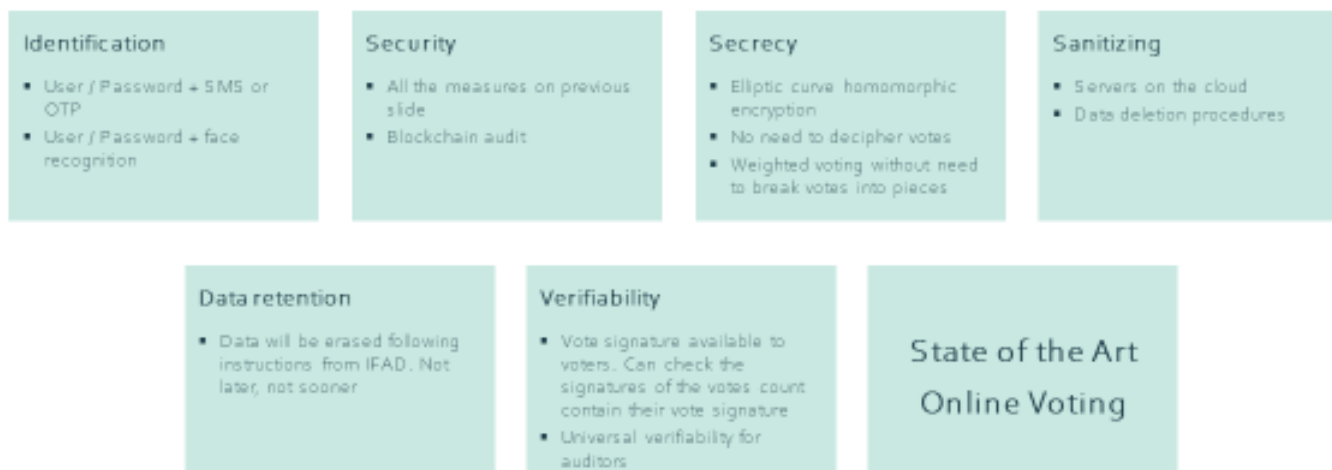 Identification
▪ User / Password + SMS or
OTP
▪ User / Password + face
recognition
Security
▪ All the measures on previous
slide
▪ Blockchain audit
Secrecy
▪ Elliptic curve homomorphic
encryption
▪ No need to decipher votes
▪ Weighted voting without need
to break votes into pieces
Sanitizing
▪ Servers on the cloud
▪ Data deletion procedures
Data retention
▪ Data will be erased following
instructions from IFAD. Not
later, not sooner
Verifiability
▪ Vote signature available to
voters. Can check the
signatures of the votes count
contain their vote signature
▪ Universal verifiability for
auditors
State of the Art
Online Voting